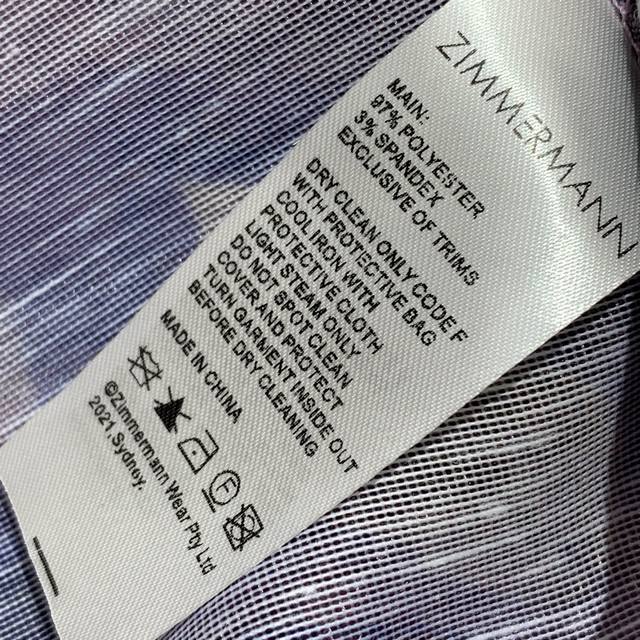 ZIMMERMANN
MAIN:
97% POLYESTER
3% SPANDEX
EXCLUSIVE OF TRIMS
DRY CLEAN ONLY CODE F
WITH PROTECTIVE BAG
COOL IRON WITH
PROTECTIVE CLOTH
LIGHT STEAM ONLY
DO NOT SPOT CLEAN
COVER AND PROTECT
TURN GARMENT INSIDE OUT
BEFORE DRY CLEANING
MADE IN CHINA
F
©Zimmermann Wear Pty Ltd
2021, Sydney.